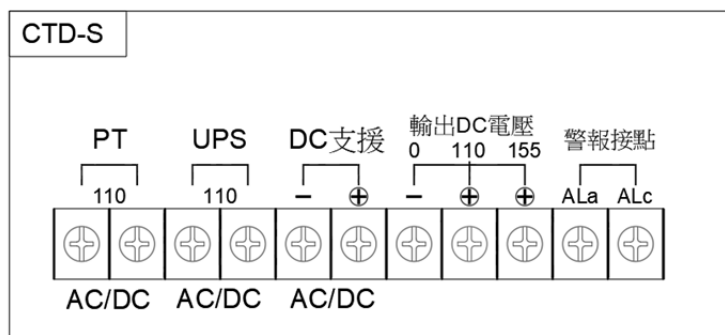 CTD-S
PT UPS DC支援 輸出DC電壓 警報接點
0 110 155
110 110 − ⊕ − ⊕ ⊕ ALa ALc
AC/DC AC/DC AC/DC